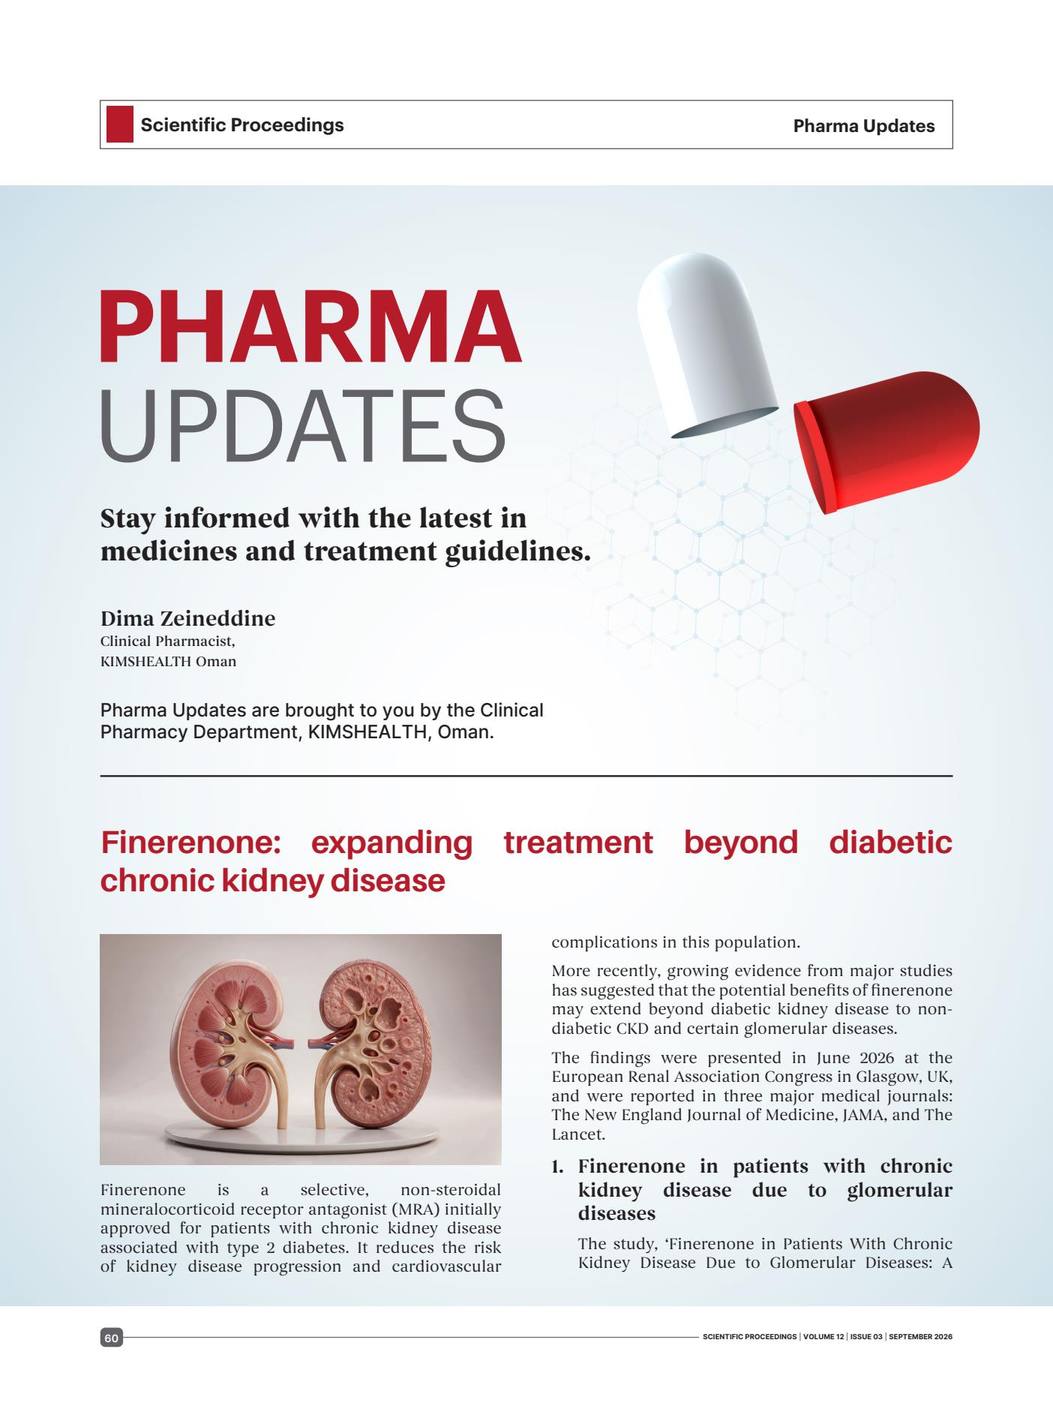 Scientific Proceedings
Pharma Updates
PHARMA
UPDATES
Stay informed with the latest in
medicines and treatment guidelines.
Dima Zeineddine
Clinical Pharmacist,
KIMSHEALTH Oman
Pharma Updates are brought to you by the Clinical
Pharmacy Department, KIMSHEALTH, Oman.
Finerenone: expanding treatment beyond diabetic
chronic kidney disease
Finerenone is a selective, non-steroidal
mineralocorticoid receptor antagonist (MRA) initially
approved for patients with chronic kidney disease
associated with type 2 diabetes. It reduces the risk
of kidney disease progression and cardiovascular
complications in this population.
More recently, growing evidence from major studies
has suggested that the potential benefits of finerenone
may extend beyond diabetic kidney disease to non-
diabetic CKD and certain glomerular diseases.
The findings were presented in June 2026 at the
European Renal Association Congress in Glasgow, UK,
and were reported in three major medical journals:
The New England Journal of Medicine, JAMA, and The
Lancet.
1. Finerenone in patients with chronic
kidney disease due to glomerular
diseases
The study, ‘Finerenone in Patients With Chronic
Kidney Disease Due to Glomerular Diseases: A
60
SCIENTIFIC PROCEEDINGS | VOLUME 12 | ISSUE 03 | SEPTEMBER 2026